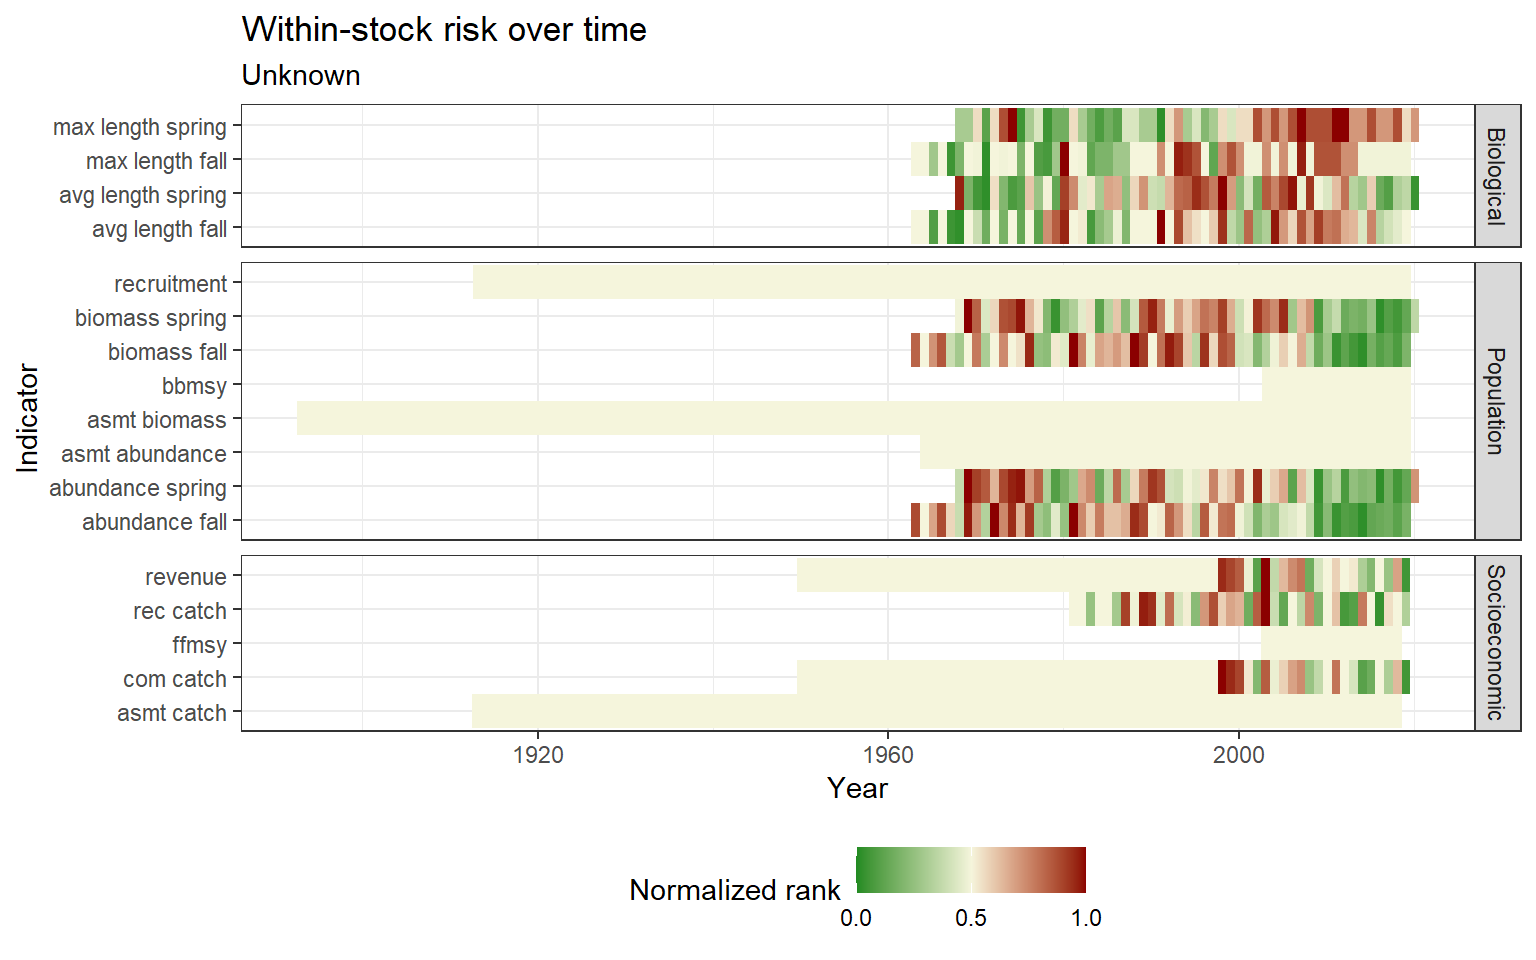 Within-stock risk over time
Unknown
max length spring
max length fall
avg length spring
avg length fall
Biological
recruitment
biomass spring
biomass fall
bbmsy
asmt biomass
asmt abundance
abundance spring
abundance fall
Population
revenue
rec catch
ffmsy
com catch
asmt catch
Socioeconomic
Indicator
1920 1960 2000
Year
Normalized rank
0.0 0.5 1.0